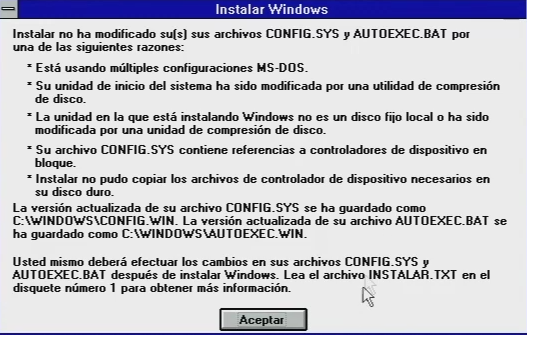 Instalar Windows
Instalar no ha modificado su(s) sus archivos CONFIG.SYS y AUTOEXEC.BAT por
una de las siguientes razones:
* Está usando múltiples configuraciones MS-DOS.
* Su unidad de inicio del sistema ha sido modificada por una utilidad de compresión
de disco.
* La unidad en la que está instalando Windows no es un disco fijo local o ha sido
modificada por una unidad de compresión de disco.
* Su archivo CONFIG.SYS contiene referencias a controladores de dispositivo en
bloque.
* Instalar no pudo copiar los archivos de controlador de dispositivo necesarios en
su disco duro.
La versión actualizada de su archivo CONFIG.SYS se ha guardado como
C:\WINDOWS\CONFIG.WIN. La versión actualizada de su archivo AUTOEXEC.BAT se
ha guardado como C:\WINDOWS\AUTOEXEC.WIN.
Usted mismo deberá efectuar los cambios en sus archivos CONFIG.SYS y
AUTOEXEC.BAT después de instalar Windows. Lea el archivo INSTALAR.TXT en el
disquete número 1 para obtener más información.
Aceptar